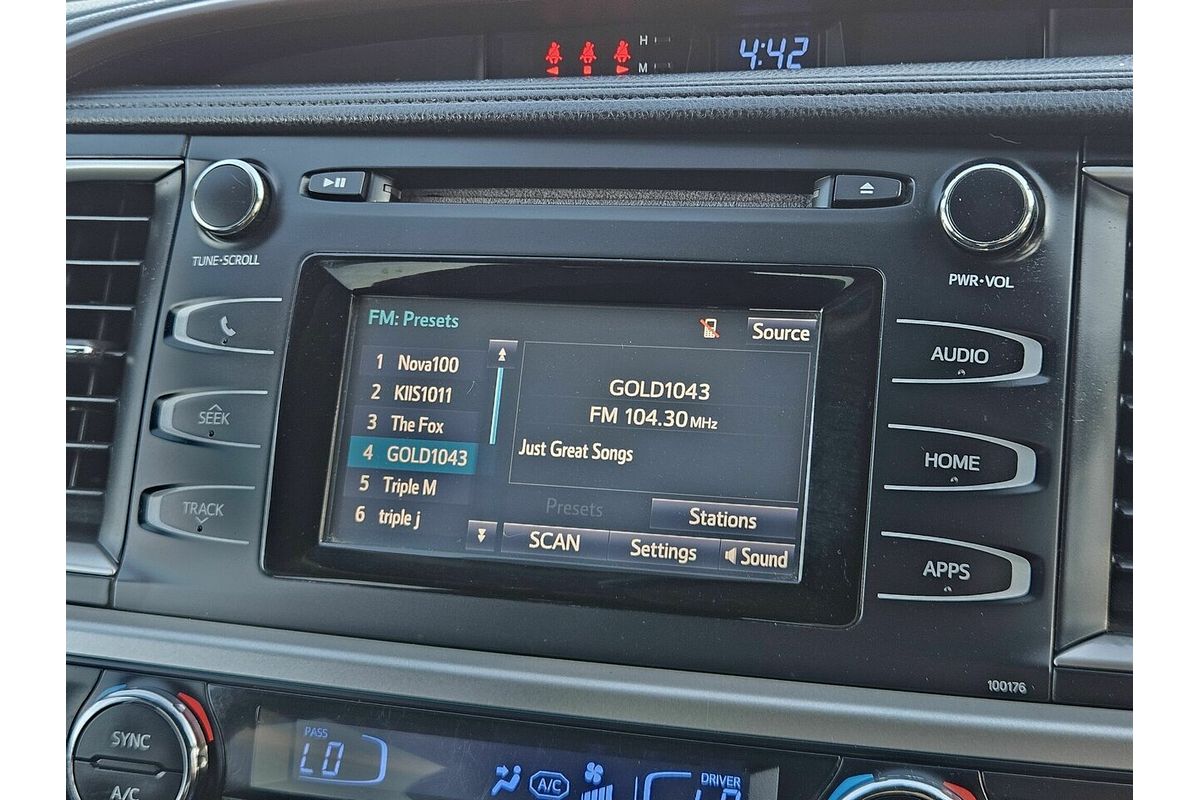 H
M
4:42
TUNE•SCROLL
PWR•VOL
SEEK
TRACK
AUDIO
HOME
APPS
FM: Presets
Source
1 Nova100
2 KIIS1011
3 The Fox
4 GOLD1043
5 Triple M
6 triple j
GOLD1043
FM 104.30 MHz
Just Great Songs
Presets
Stations
SCAN
Settings
Sound
100176
SYNC
A/C
PASS
LO
A/C
DRIVER
LO